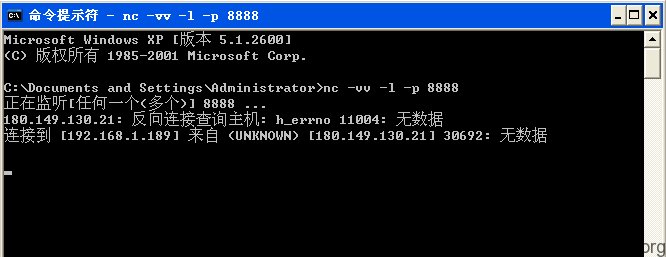 命令提示符 - nc -vv -l -p 8888
Microsoft Windows XP [版本 5.1.2600]
(C) 版权所有 1985-2001 Microsoft Corp.
C:\Documents and Settings\Administrator>nc -vv -l -p 8888
正在监听[任何一个(多个)] 8888 ...
180.149.130.21: 反向连接查询主机: h_errno 11004: 无数据
连接到 [192.168.1.189] 来自 (UNKNOWN) [180.149.130.21] 30692: 无数据
org